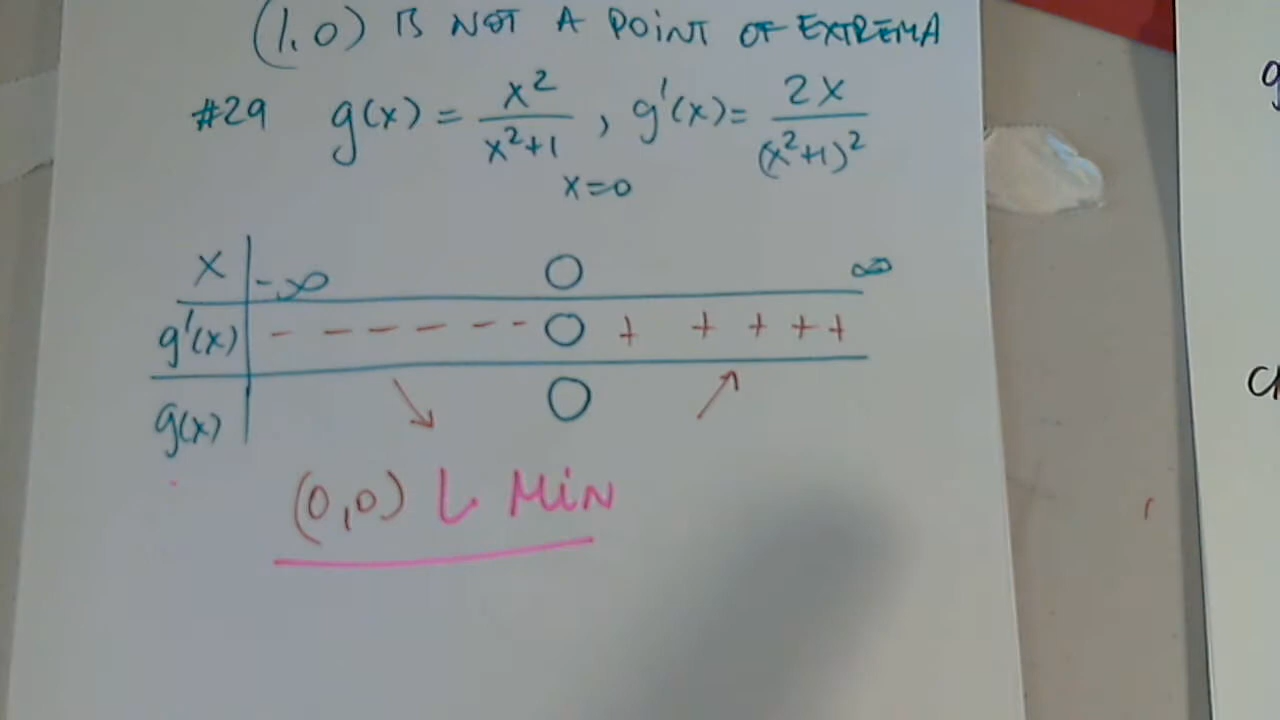 (1,0) IS NOT A POINT OF EXTREMA
#29 g(x) = x²/(x²+1) , g'(x) = 2x/(x²+1)²
x=0
x -∞ 0 ∞
g'(x) - - - - - - 0 + + + + +
g(x) ↘ 0 ↗
(0,0) L MIN